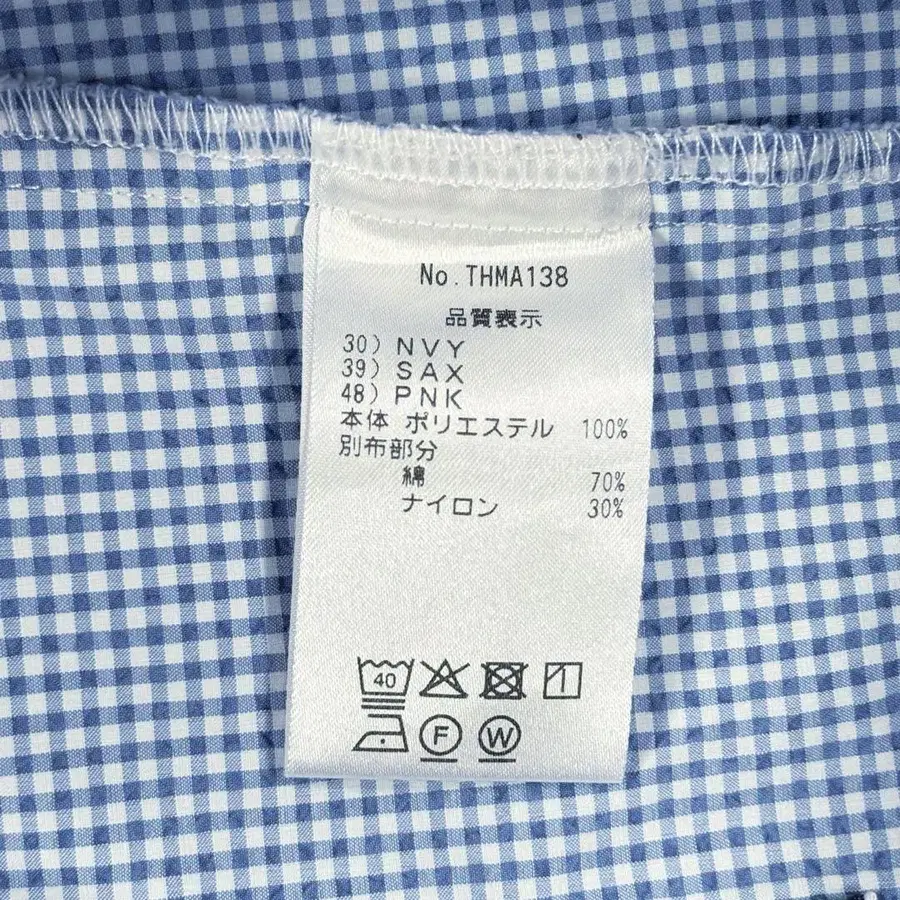 No.THMA138
品質表示
30) NVY
39) SAX
48) PNK
本体 ポリエステル 100%
別布部分
綿 70%
ナイロン 30%
40
F W